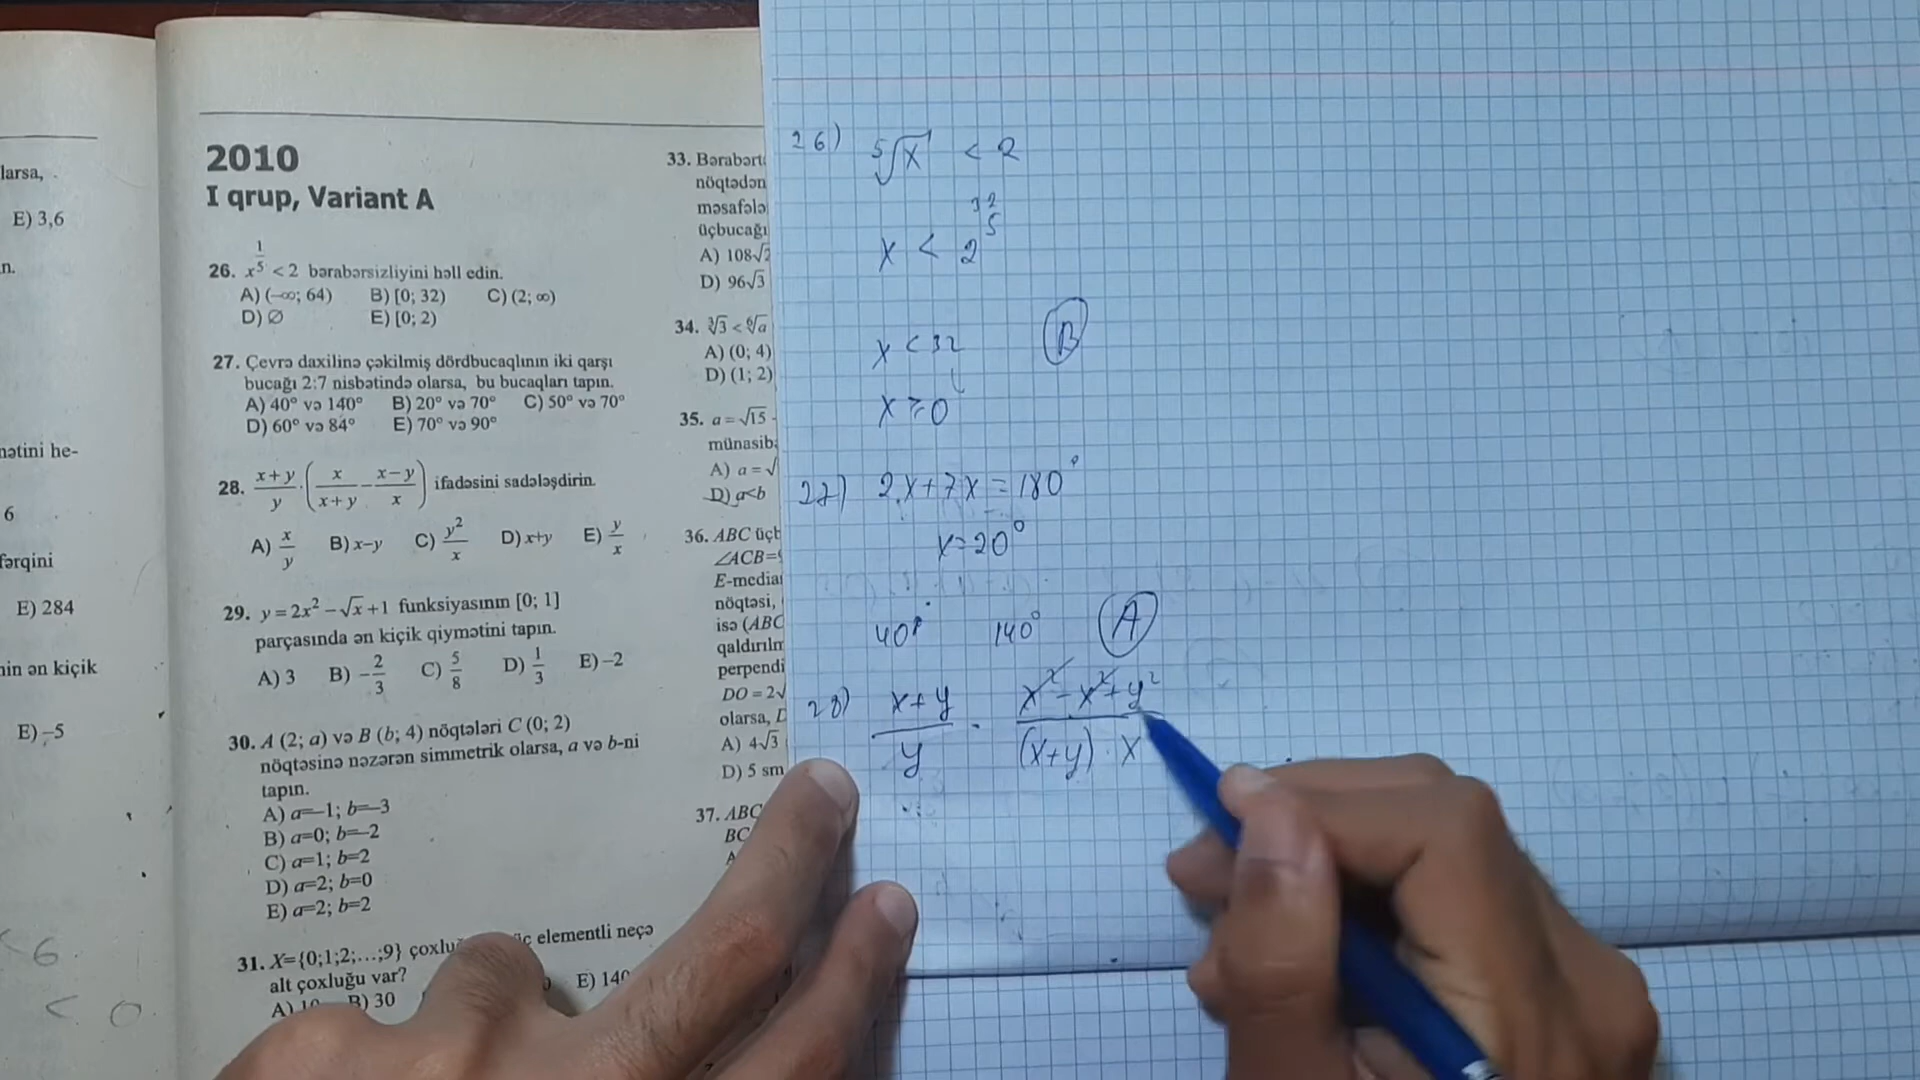 larsa,
E) 3,6
n.
nətini he-
6
fərqini
E) 284
nin ən kiçik
E) –5
< 6
< 0
2010
I qrup, Variant A
26. x^{1/5} < 2 bərabərsizliyini həll edin.
A) (–∞; 64) B) [0; 32) C) (2; ∞)
D) ∅ E) [0; 2)
27. Çevrə daxilinə çəkilmiş dördbucaqlının iki qarşı
bucağı 2:7 nisbətində olarsa, bu bucaqları tapın.
A) 40° və 140° B) 20° və 70° C) 50° və 70°
D) 60° və 84° E) 70° və 90°
28. (x+y)/y · (x/(x+y) – (x–y)/x) ifadəsini sadələşdirin.
A) x/y B) x–y C) y²/x D) x+y E) y/x
29. y = 2x² – √x + 1 funksiyasının [0; 1]
parçasında ən kiçik qiymətini tapın.
A) 3 B) –2/3 C) 5/8 D) 1/3 E) –2
30. A (2; a) və B (b; 4) nöqtələri C (0; 2)
nöqtəsinə nəzərən simmetrik olarsa, a və b-ni
tapın.
A) a=–1; b=–3
B) a=0; b=–2
C) a=1; b=2
D) a=2; b=0
E) a=2; b=2
31. X={0;1;2;…;9} elementli neçə
alt çoxluğu var?
B) 30 E) 140
33. Bərabərt
nöqtədən
məsafələ
üçbucağı
A) 108√2
D) 96√3
34. ∛3 < ⁶√a
A) (0; 4)
D) (1; 2)
35. a = √15 -
münasib
A) a = √
D) a<b
36. ABC üçb
∠ACB=9
E-media
nöqtəsi,
isə (ABC
qaldırılm
perpendi
DO = 2√
olarsa, D
A) 4√3
D) 5 sm
37. ABC
BC
A
26) ⁵√x < 2
32
x < 2⁵
x < 32 B
x ≥ 0
27) 2x + 7x = 180°
x = 20°
40° 140° A
28) (x+y)/y · (x² – x² + y²)/((x+y) · x)